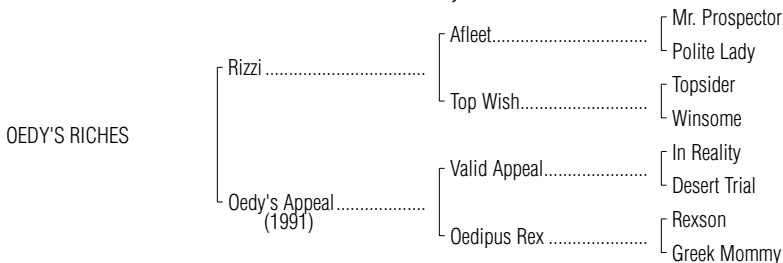 Mr. Prospector
Afleet
Polite Lady
Rizzi
Topsider
Top Wish
Winsome
OEDY'S RICHES
In Reality
Valid Appeal
Desert Trial
Oedy's Appeal
(1991)
Rexson
Oedipus Rex
Greek Mommy